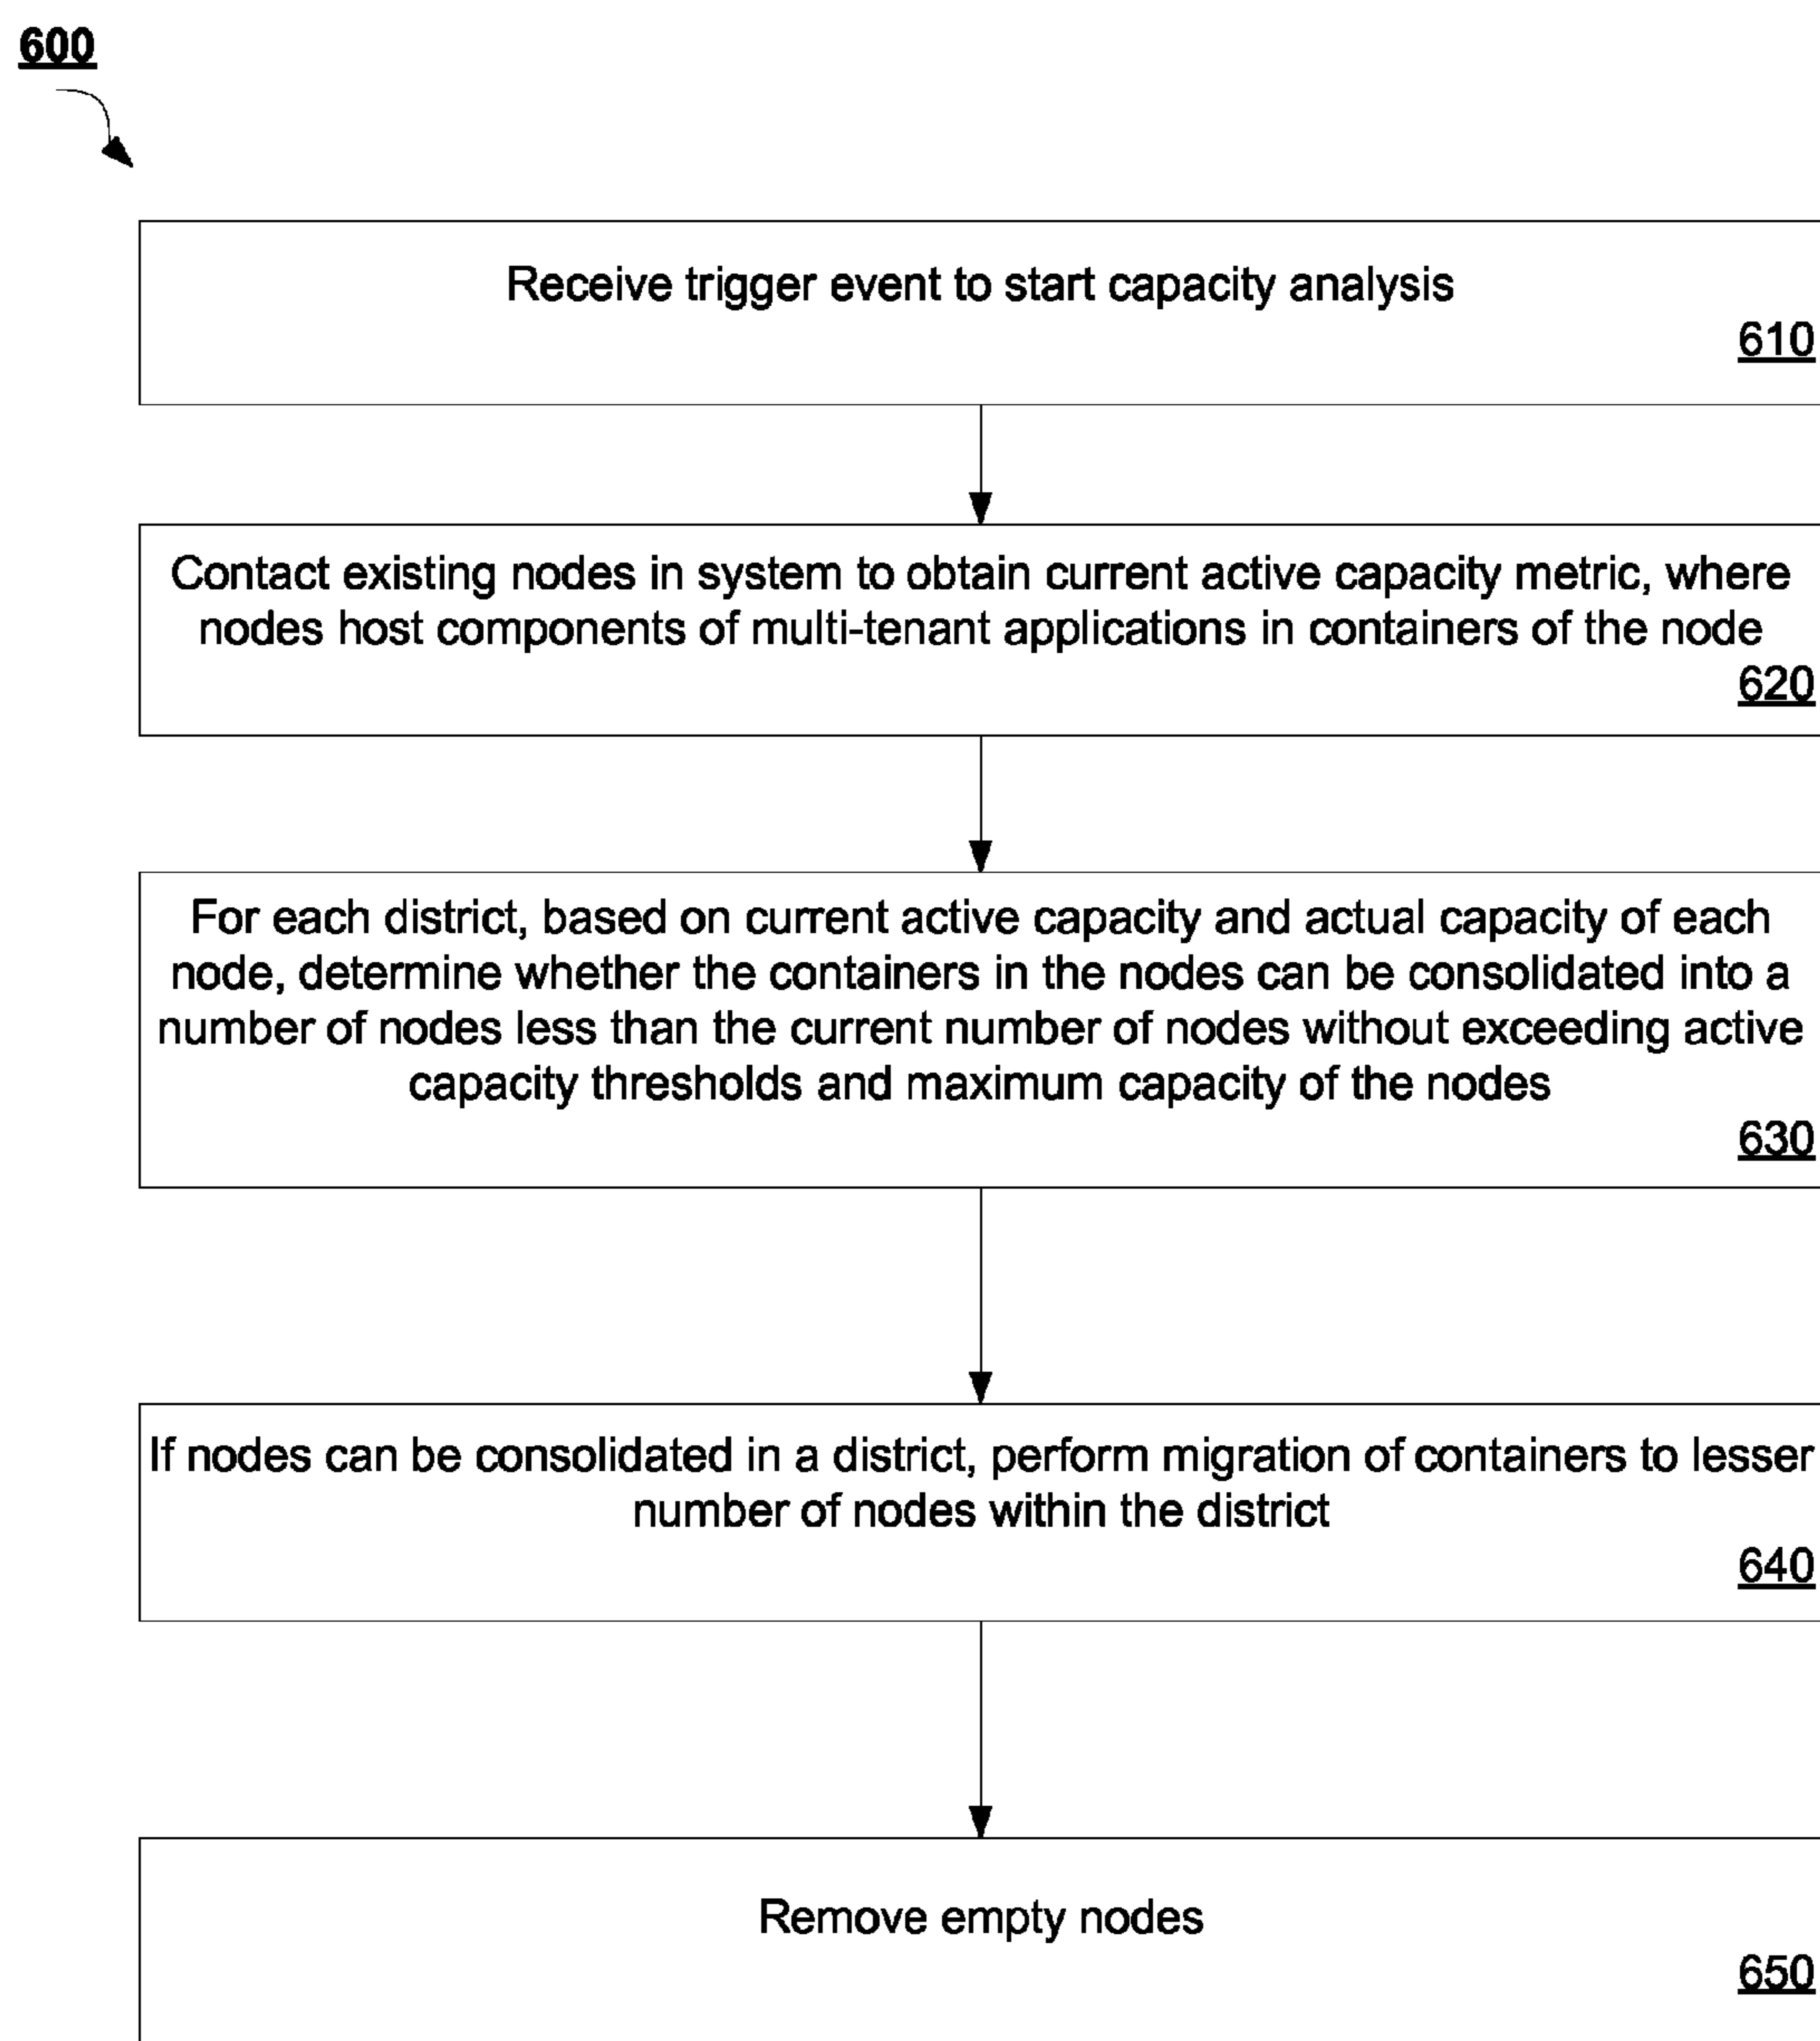 600
Receive trigger event to start capacity analysis
610
Contact existing nodes in system to obtain current active capacity metric, where
nodes host components of multi-tenant applications in containers of the node
620
For each district, based on current active capacity and actual capacity of each
node, determine whether the containers in the nodes can be consolidated into a
number of nodes less than the current number of nodes without exceeding active
capacity thresholds and maximum capacity of the nodes
630
If nodes can be consolidated in a district, perform migration of containers to lesser
number of nodes within the district
640
Remove empty nodes
650